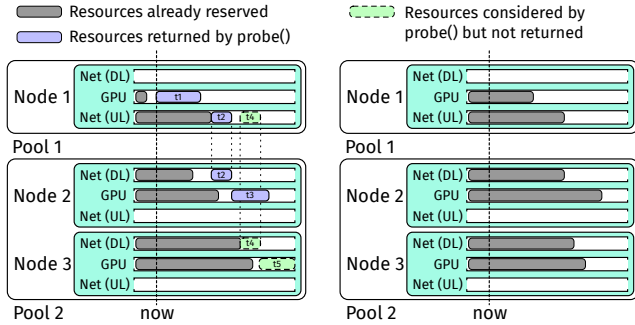 Resources already reserved
Resources returned by probe()
Resources considered by
probe() but not returned
Node 1
Net (DL)
GPU
t1
Net (UL)
t2
t4
Pool 1
Node 2
Net (DL)
t2
GPU
t3
Net (UL)
Node 3
Net (DL)
t4
GPU
t5
Net (UL)
Pool 2
now
Node 1
Net (DL)
GPU
Net (UL)
Pool 1
Node 2
Net (DL)
GPU
Net (UL)
Node 3
Net (DL)
GPU
Net (UL)
Pool 2
now